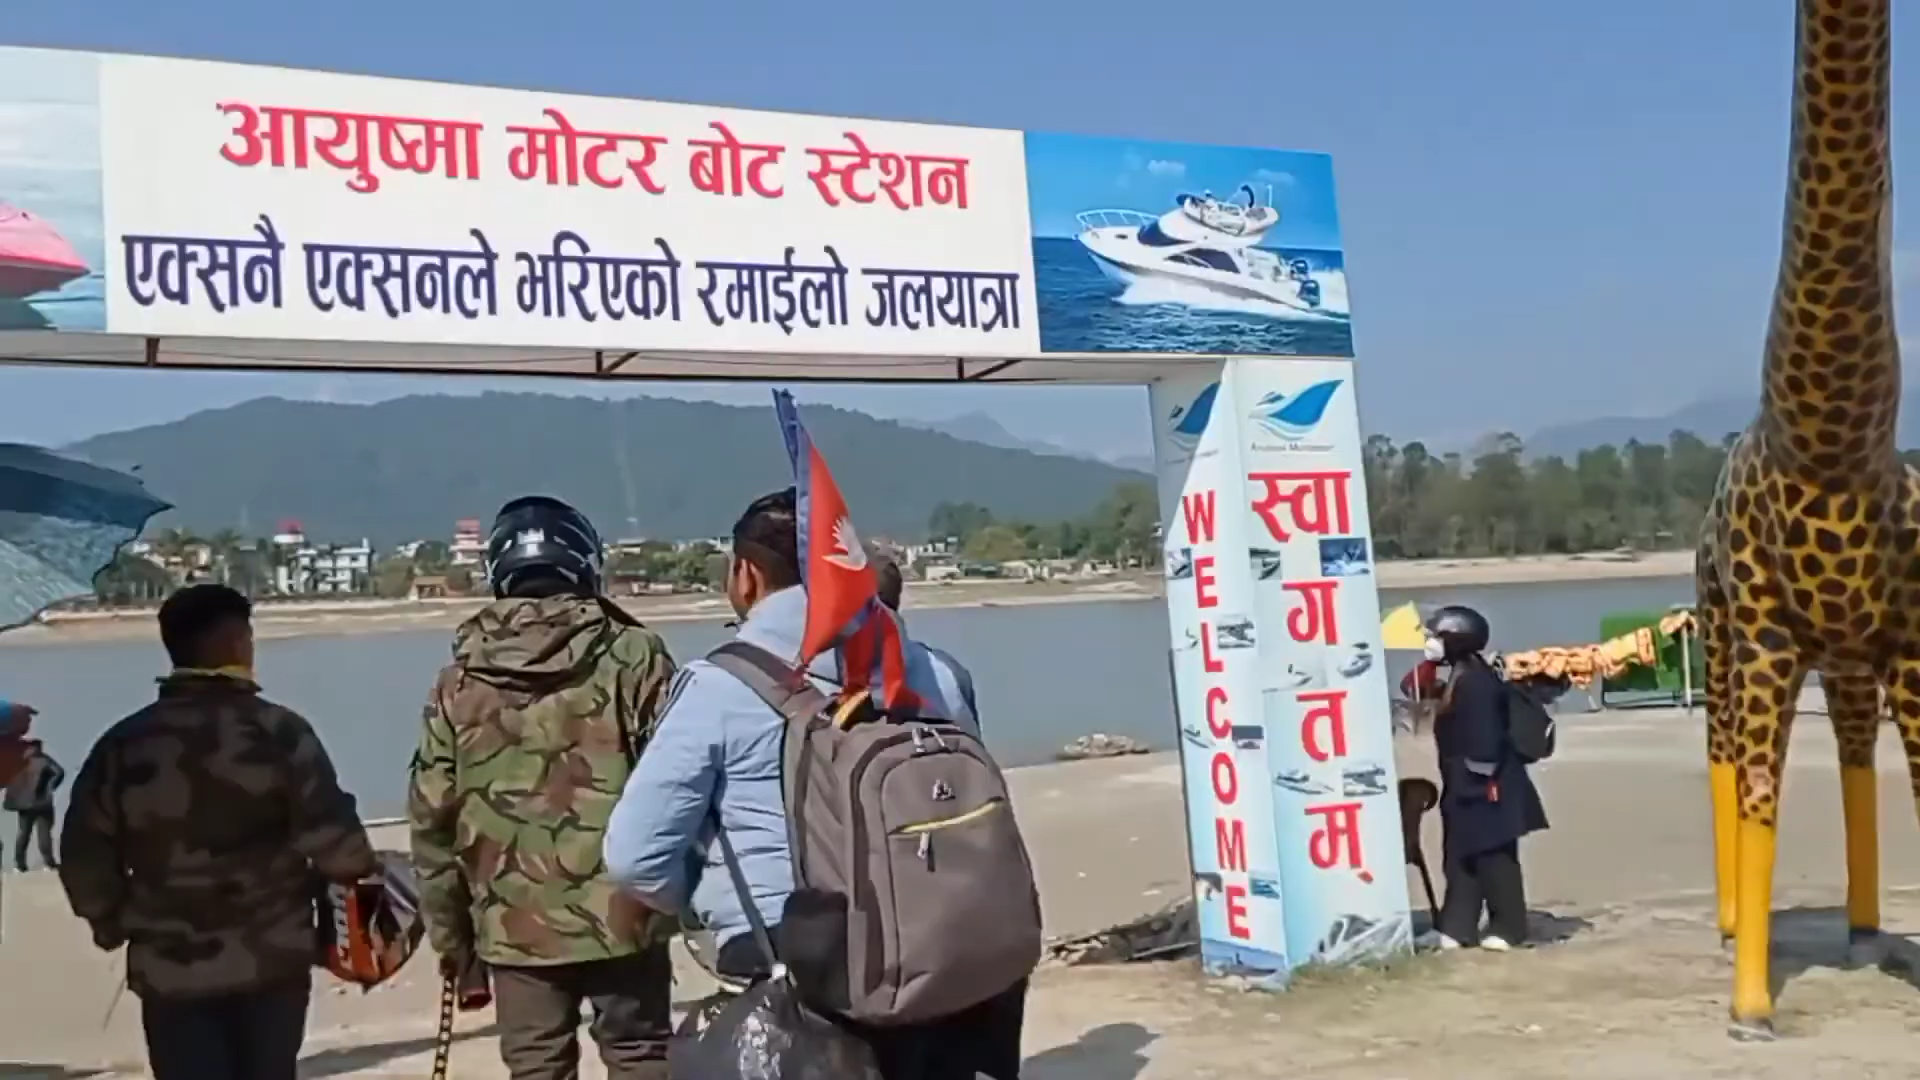 आयुष्मा मोटर बोट स्टेशन
एक्सनै एक्सनले भरिएको रमाईलो जलयात्रा
WELCOME
स्वागतम्